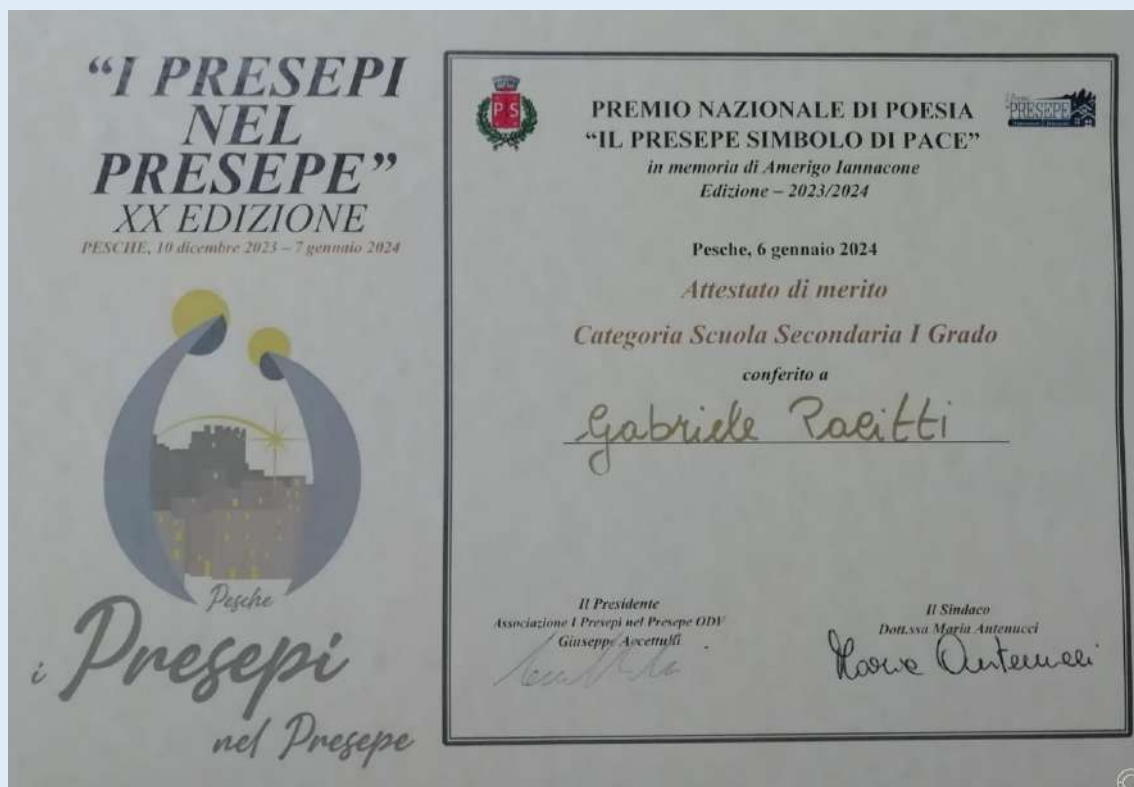 “I PRESEPI
NEL
PRESEPE”
XX EDIZIONE
PESCHE, 10 dicembre 2023 – 7 gennaio 2024
Pesche
i Presepi
nel Presepe
P S
PRESEPE
PREMIO NAZIONALE DI POESIA
“IL PRESEPE SIMBOLO DI PACE”
in memoria di Amerigo Iannacone
Edizione – 2023/2024
Pesche, 6 gennaio 2024
Attestato di merito
Categoria Scuola Secondaria I Grado
conferito a
Gabriele Pacitti
Il Presidente
Associazione I Presepi nel Presepe ODV
Giuseppe
Il Sindaco
Dott.ssa Maria Antenucci
Maria Antenucci